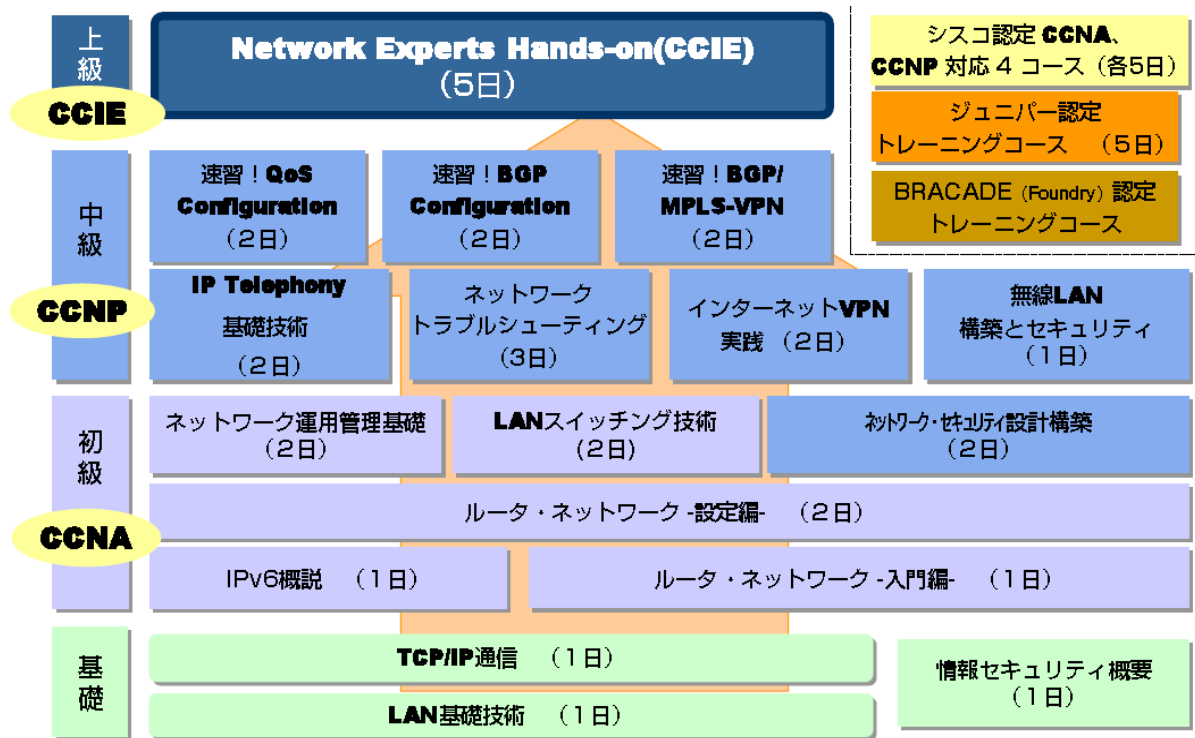 上級
CCIE
Network Experts Hands-on(CCIE)
(5日)
シスコ認定 CCNA、
CCNP 対応 4 コース（各5日）
ジュニパー認定
トレーニングコース （5日）
BRACADE (Foundry) 認定
トレーニングコース
中級
CCNP
速習！QoS
Configuration
（2日）
速習！BGP
Configuration
（2日）
速習！BGP/
MPLS-VPN
（2日）
IP Telephony
基礎技術
（2日）
ネットワーク
トラブルシューティング
（3日）
インターネットVPN
実践 （2日）
無線LAN
構築とセキュリティ
（1日）
初級
CCNA
ネットワーク運用管理基礎
（2日）
LANスイッチング技術
（2日）
ネットワーク・セキュリティ設計構築
（2日）
ルータ・ネットワーク -設定編- （2日）
IPv6概説 （1日）
ルータ・ネットワーク -入門編- （1日）
基礎
TCP/IP通信 （1日）
LAN基礎技術 （1日）
情報セキュリティ概要
（1日）